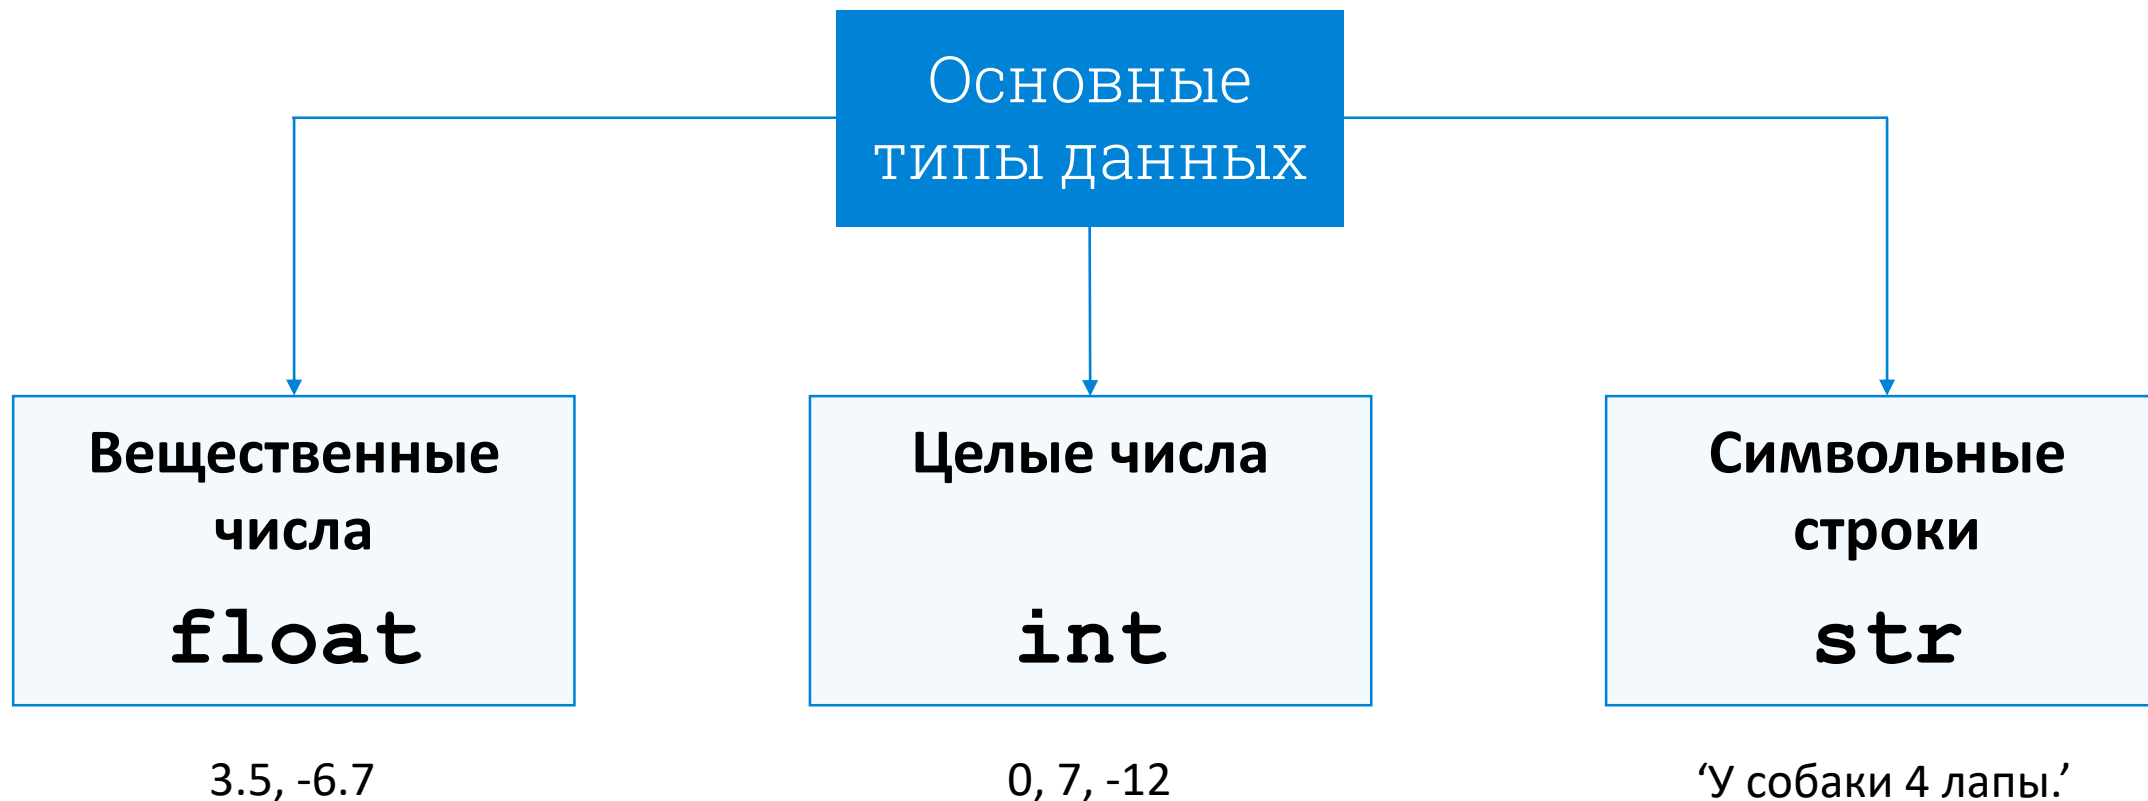 Основные
типы данных
Вещественные
числа
float
3.5, -6.7
Целые числа
int
0, 7, -12
Символьные
строки
str
‘У собаки 4 лапы.’